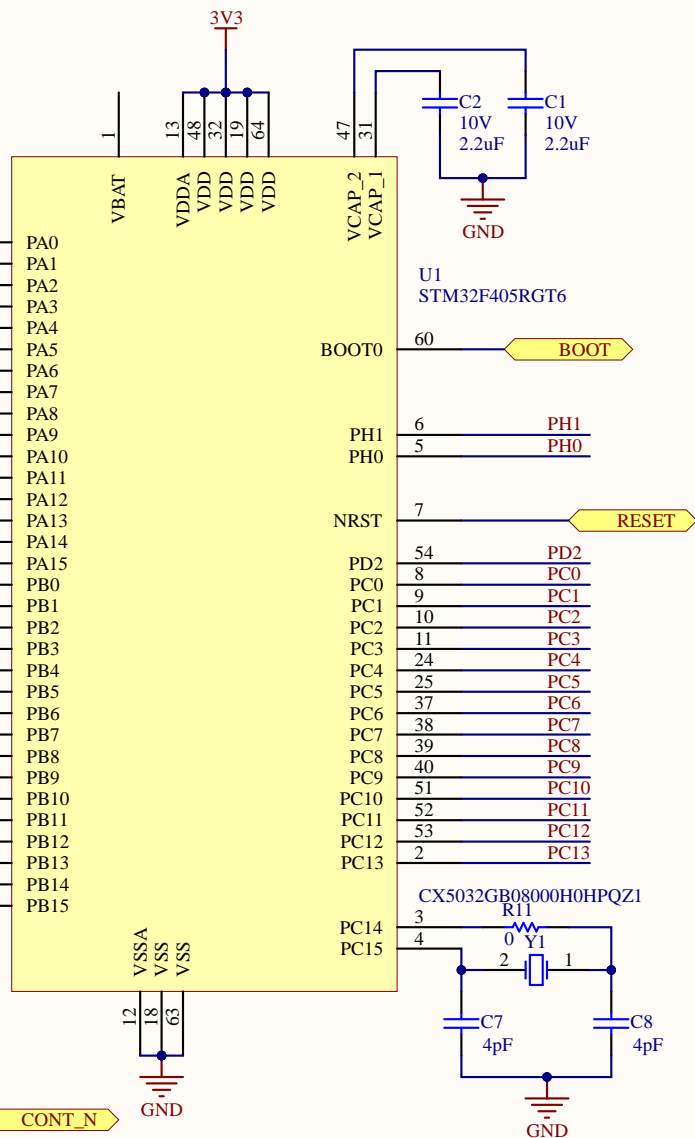 3V3
1
13
48
32
19
64
47
31
C2
10V
2.2uF
C1
10V
2.2uF
GND
VBAT
VDDA
VDD
VDD
VDD
VDD
VCAP_2
VCAP_1
U1
STM32F405RGT6
PA0
PA1
PA2
PA3
PA4
PA5
PA6
PA7
PA8
PA9
PA10
PA11
PA12
PA13
PA14
PA15
PB0
PB1
PB2
PB3
PB4
PB5
PB6
PB7
PB8
PB9
PB10
PB11
PB12
PB13
PB14
PB15
BOOT0 60 BOOT
PH1 6 PH1
PH0 5 PH0
NRST 7 RESET
PD2 54 PD2
PC0 8 PC0
PC1 9 PC1
PC2 10 PC2
PC3 11 PC3
PC4 24 PC4
PC5 25 PC5
PC6 37 PC6
PC7 38 PC7
PC8 39 PC8
PC9 40 PC9
PC10 51 PC10
PC11 52 PC11
PC12 53 PC12
PC13 2 PC13
CX5032GB08000H0HPQZ1
PC14 3
R11
0
PC15 4
Y1
2 1
C7
4pF
C8
4pF
GND
VSSA
VSS
VSS
12
18
63
GND
CONT_N